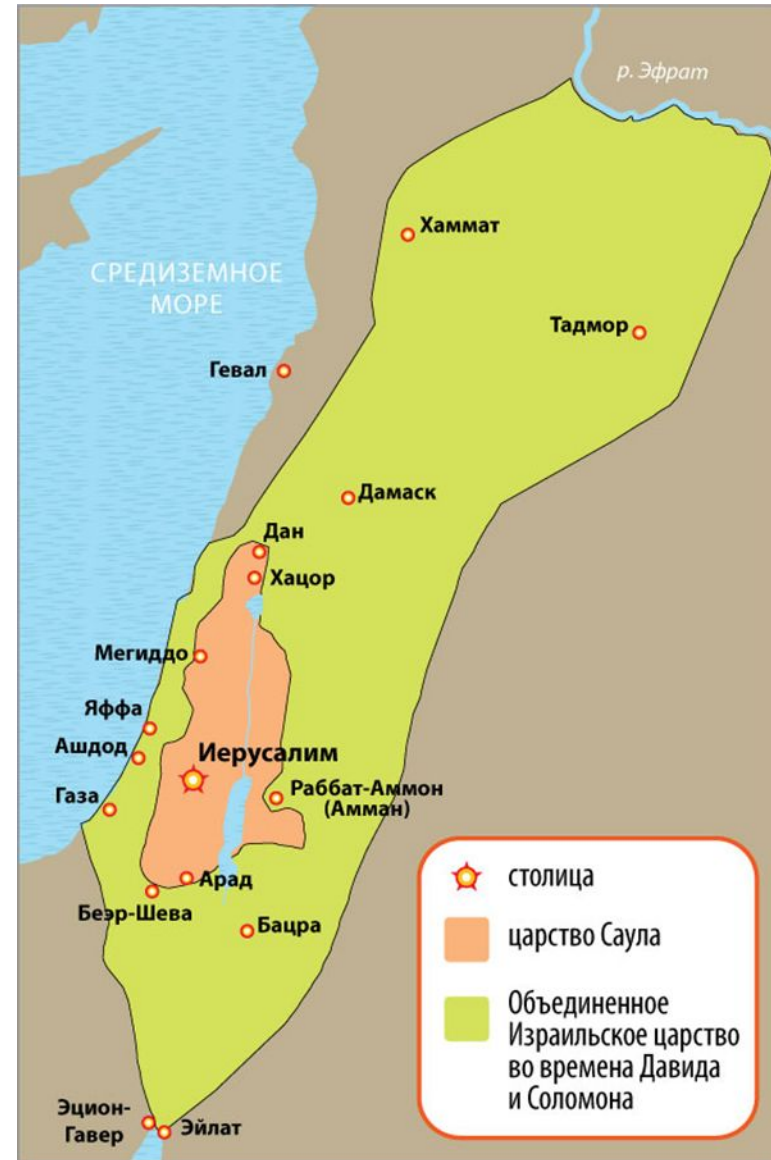 р. Эфрат
Хаммат
СРЕДИЗЕМНОЕ
МОРЕ
Тадмор
Гевал
Дамаск
Дан
Хацор
Мегиддо
Яффа
Ашдод
Иерусалим
Газа
Раббат-Аммон
(Амман)
Арад
Беэр-Шева
Бацра
Эцион-
Гавер
Эйлат
столица
царство Саула
Объединенное
Израильское царство
во времена Давида
и Соломона